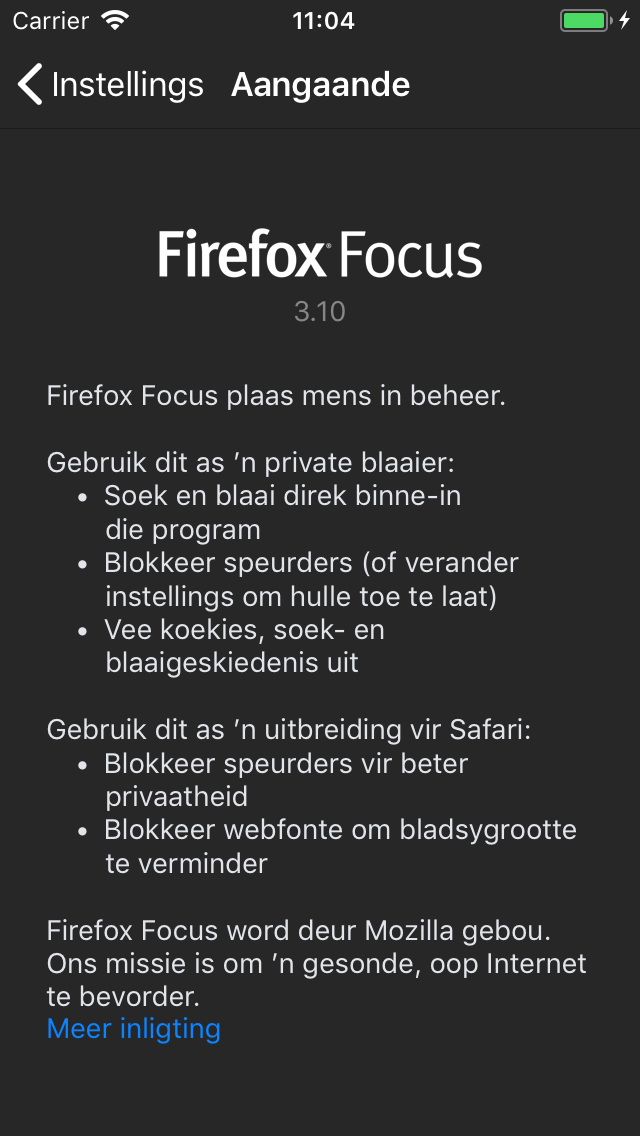 Carrier 11:04
Instellings Aangaande
Firefox Focus
3.10
Firefox Focus plaas mens in beheer.
Gebruik dit as ’n private blaaier:
• Soek en blaai direk binne-in
die program
• Blokkeer speurders (of verander
instellings om hulle toe te laat)
• Vee koekies, soek- en
blaaigeskiedenis uit
Gebruik dit as ’n uitbreiding vir Safari:
• Blokkeer speurders vir beter
privaatheid
• Blokkeer webfonte om bladsygrootte
te verminder
Firefox Focus word deur Mozilla gebou.
Ons missie is om ’n gesonde, oop Internet
te bevorder.
Meer inligting